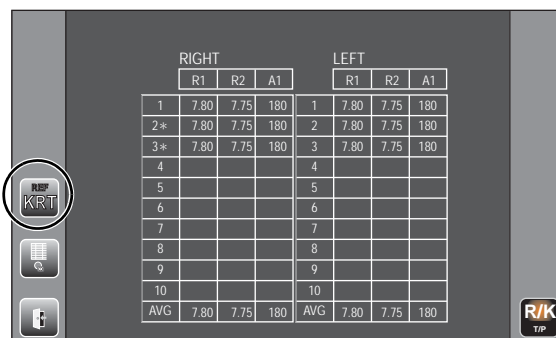 RIGHT LEFT
R1 R2 A1 R1 R2 A1
1 7.80 7.75 180 1 7.80 7.75 180
2* 7.80 7.75 180 2 7.80 7.75 180
3* 7.80 7.75 180 3 7.80 7.75 180
4 4
5 5
REF
KRT
6 6
7 7
8 8
9 9
10 10
AVG 7.80 7.75 180 AVG 7.80 7.75 180
R/K
T/P